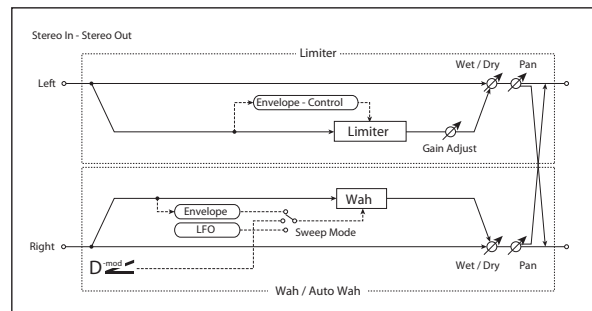 Stereo In - Stereo Out
Limiter
Wet / Dry
Pan
Left
Envelope - Control
Limiter
Gain Adjust
Wah
Envelope
LFO
Sweep Mode
Right
D-mod
Wet / Dry
Pan
Wah / Auto Wah